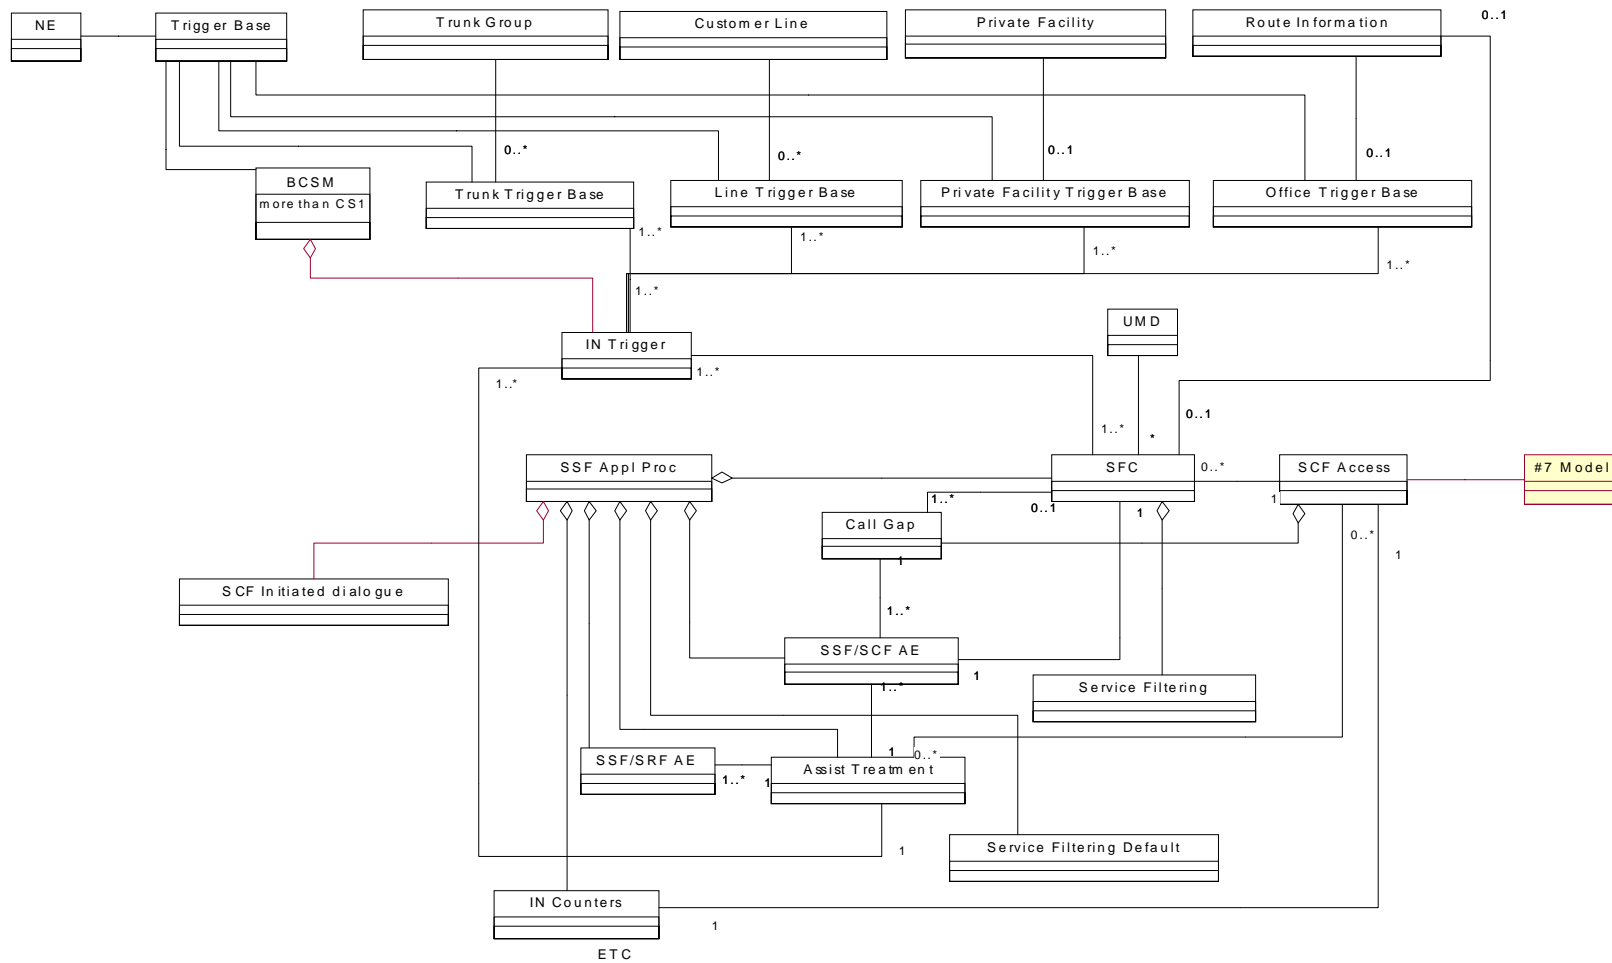 NE
Trigger Base
Trunk Group
Customer Line
Private Facility
Route Information
0..1
0..*
0..*
0..1
0..1
BCSM
more than CS1
Trunk Trigger Base
Line Trigger Base
Private Facility Trigger Base
Office Trigger Base
1..*
1..*
1..*
1..*
1..*
UMD
IN Trigger
1..*
1..*
0..1
1..*
*
SSF Appl Proc
SFC
0..*
SCF Access
#7 Model
1..*
0..1
1
1
Call Gap
0..*
1
1
SCF Initiated dialogue
1..*
SSF/SCF AE
1
1..*
Service Filtering
1
0..*
SSF/SRF AE
1..*
1
Assist Treatment
1
Service Filtering Default
IN Counters
1
ETC